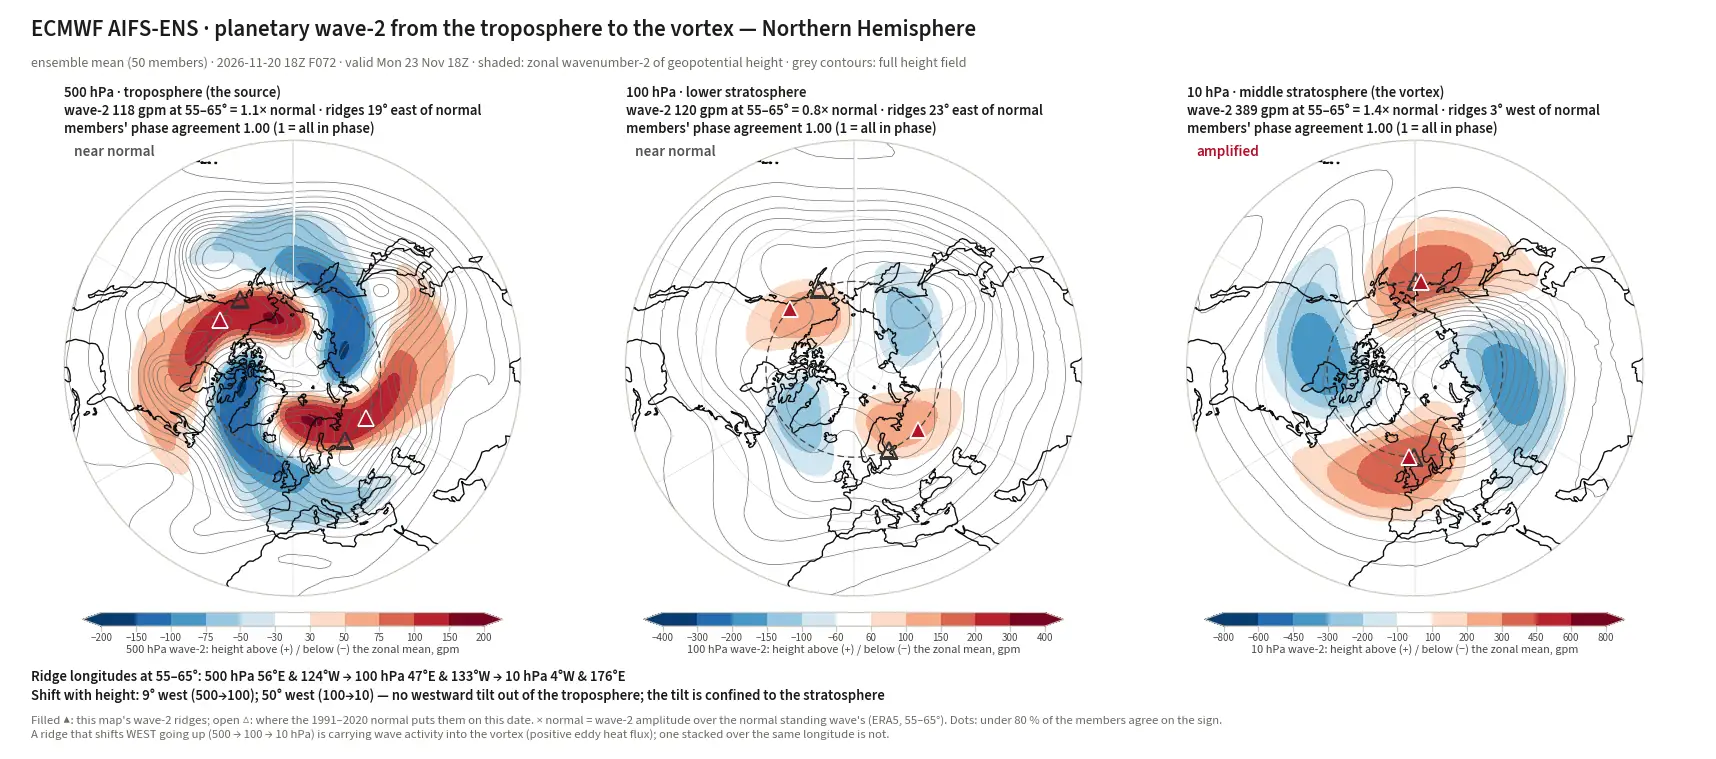 ECMWF AIFS-ENS · planetary wave-2 from the troposphere to the vortex — Northern Hemisphere
ensemble mean (50 members) · 2026-11-20 18Z F072 · valid Mon 23 Nov 18Z · shaded: zonal wavenumber-2 of geopotential height · grey contours: full height field
500 hPa · troposphere (the source)
wave-2 118 gpm at 55–65° = 1.1× normal · ridges 19° east of normal
members' phase agreement 1.00 (1 = all in phase)
near normal
100 hPa · lower stratosphere
wave-2 120 gpm at 55–65° = 0.8× normal · ridges 23° east of normal
members' phase agreement 1.00 (1 = all in phase)
near normal
10 hPa · middle stratosphere (the vortex)
wave-2 389 gpm at 55–65° = 1.4× normal · ridges 3° west of normal
members' phase agreement 1.00 (1 = all in phase)
amplified
−200 −150 −100 −75 −50 −30 30 50 75 100 150 200
500 hPa wave-2: height above (+) / below (−) the zonal mean, gpm
−400 −300 −200 −150 −100 −60 60 100 150 200 300 400
100 hPa wave-2: height above (+) / below (−) the zonal mean, gpm
−800 −600 −450 −300 −200 −100 100 200 300 450 600 800
10 hPa wave-2: height above (+) / below (−) the zonal mean, gpm
Ridge longitudes at 55–65°: 500 hPa 56°E & 124°W → 100 hPa 47°E & 133°W → 10 hPa 4°W & 176°E
Shift with height: 9° west (500→100); 50° west (100→10) — no westward tilt out of the troposphere; the tilt is confined to the stratosphere
Filled ▲: this map's wave-2 ridges; open △: where the 1991–2020 normal puts them on this date. × normal = wave-2 amplitude over the normal standing wave's (ERA5, 55–65°). Dots: under 80 % of the members agree on the sign.
A ridge that shifts WEST going up (500 → 100 → 10 hPa) is carrying wave activity into the vortex (positive eddy heat flux); one stacked over the same longitude is not.